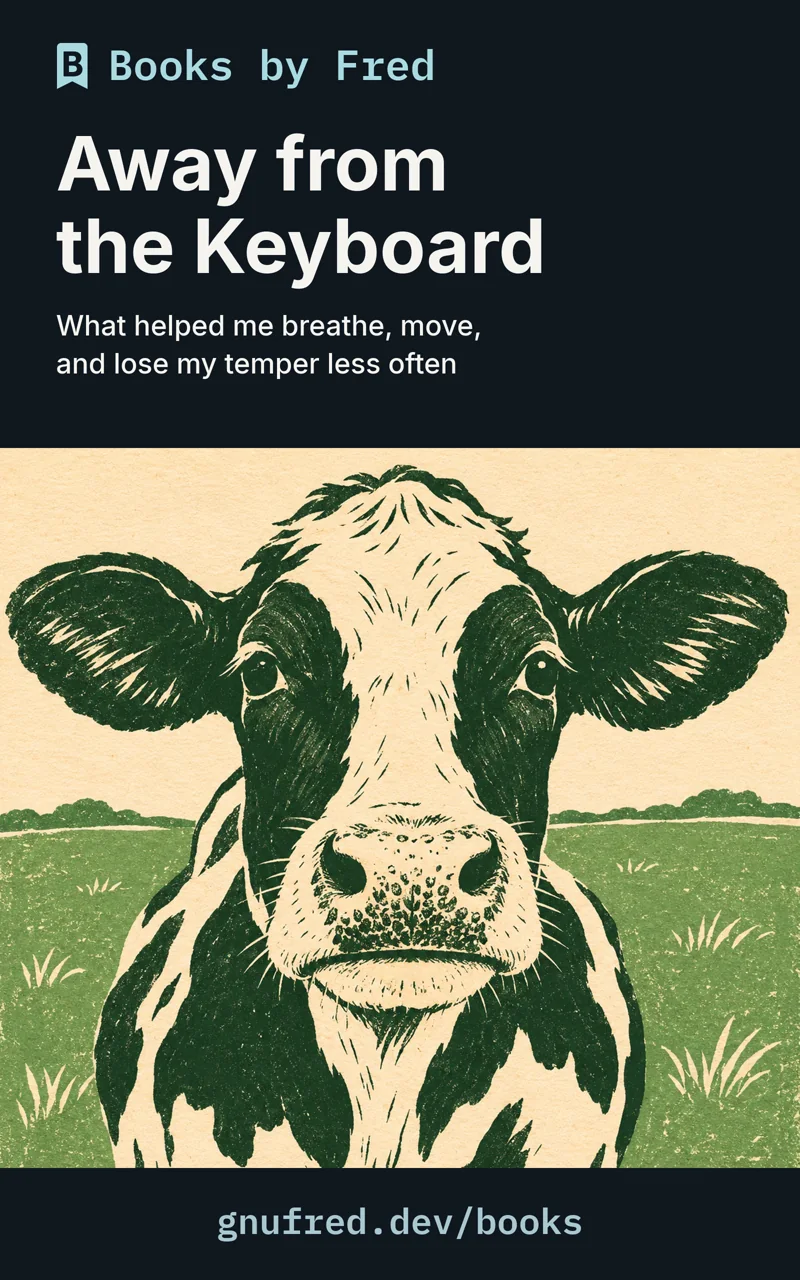 B Books by Fred
Away from
the Keyboard
What helped me breathe, move,
and lose my temper less often
gnufred.dev/books